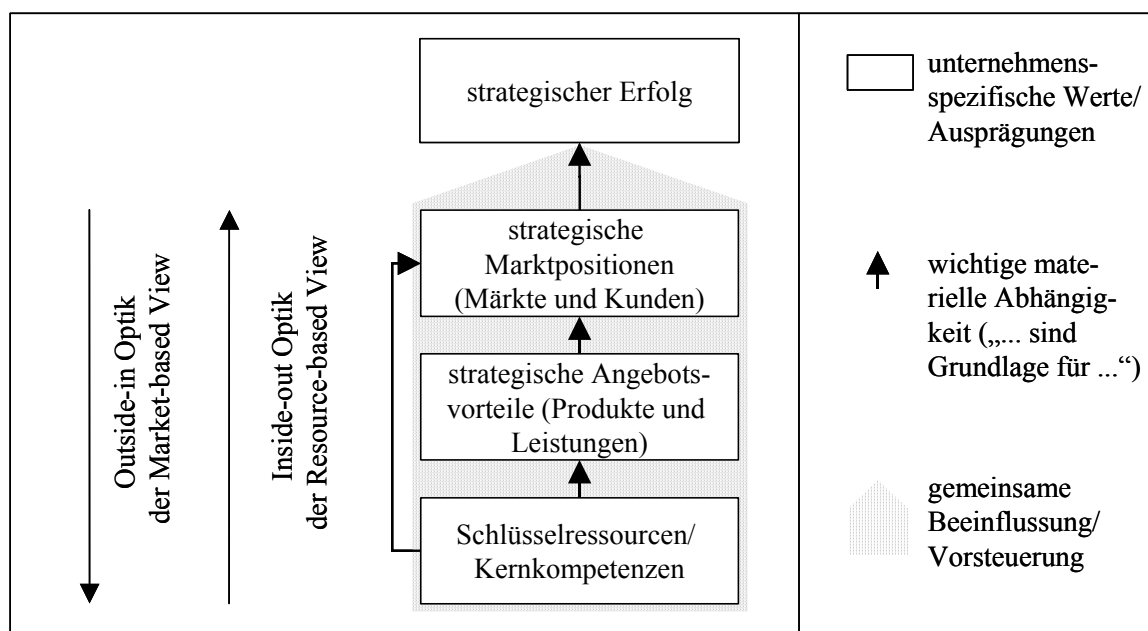 strategischer Erfolg
strategische
Marktpositionen
(Märkte und Kunden)
strategische Angebots-
vorteile (Produkte und
Leistungen)
Schlüsselressourcen/
Kernkompetenzen
Outside-in Optik
der Market-based View
Inside-out Optik
der Resource-based View
unternehmens-
spezifische Werte/
Ausprägungen
wichtige mate-
rielle Abhängig-
keit („... sind
Grundlage für ...“)
gemeinsame
Beeinflussung/
Vorsteuerung